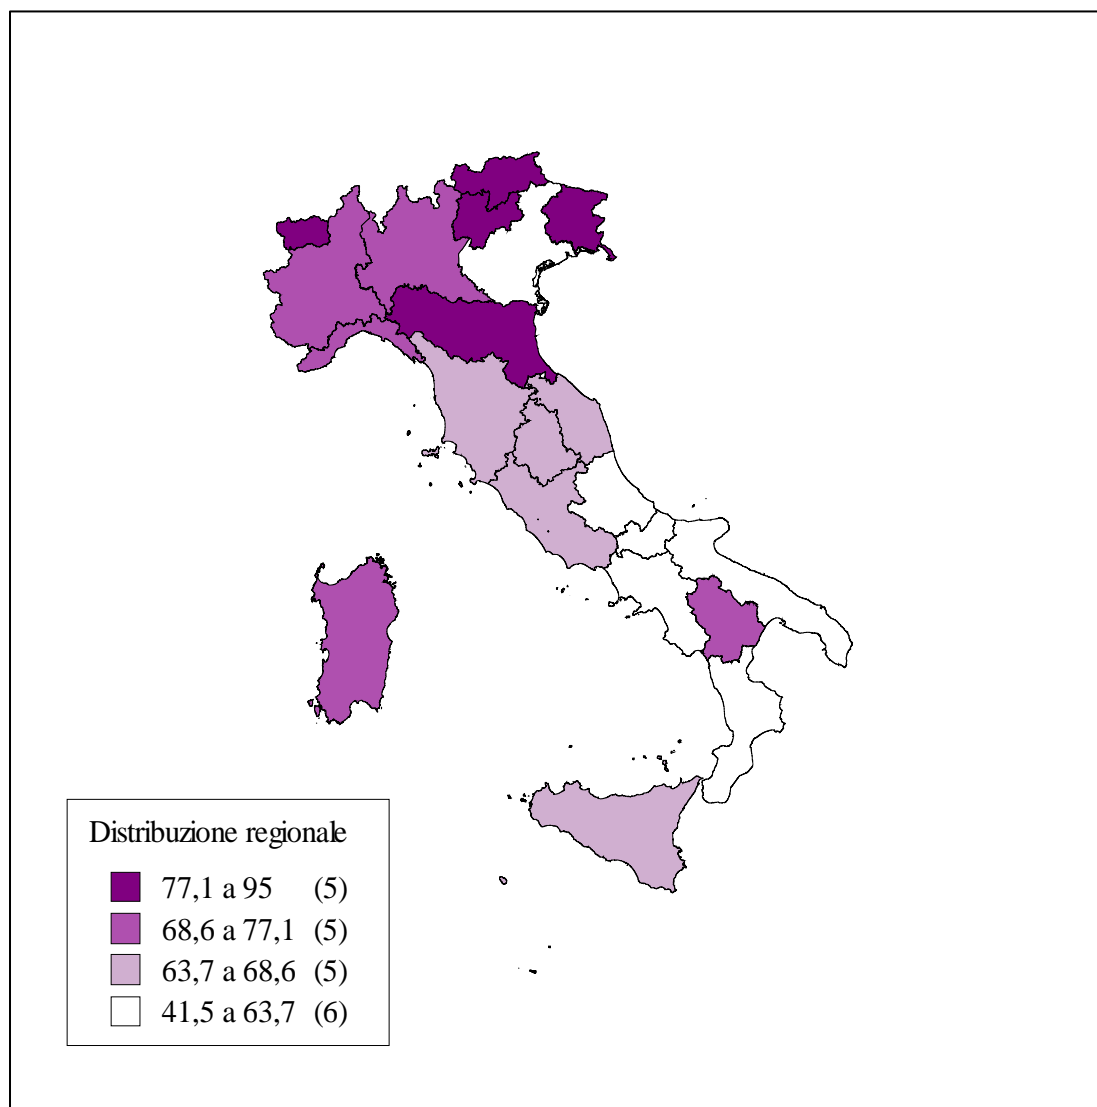 Distribuzione regionale
77,1 a 95 (5)
68,6 a 77,1 (5)
63,7 a 68,6 (5)
41,5 a 63,7 (6)